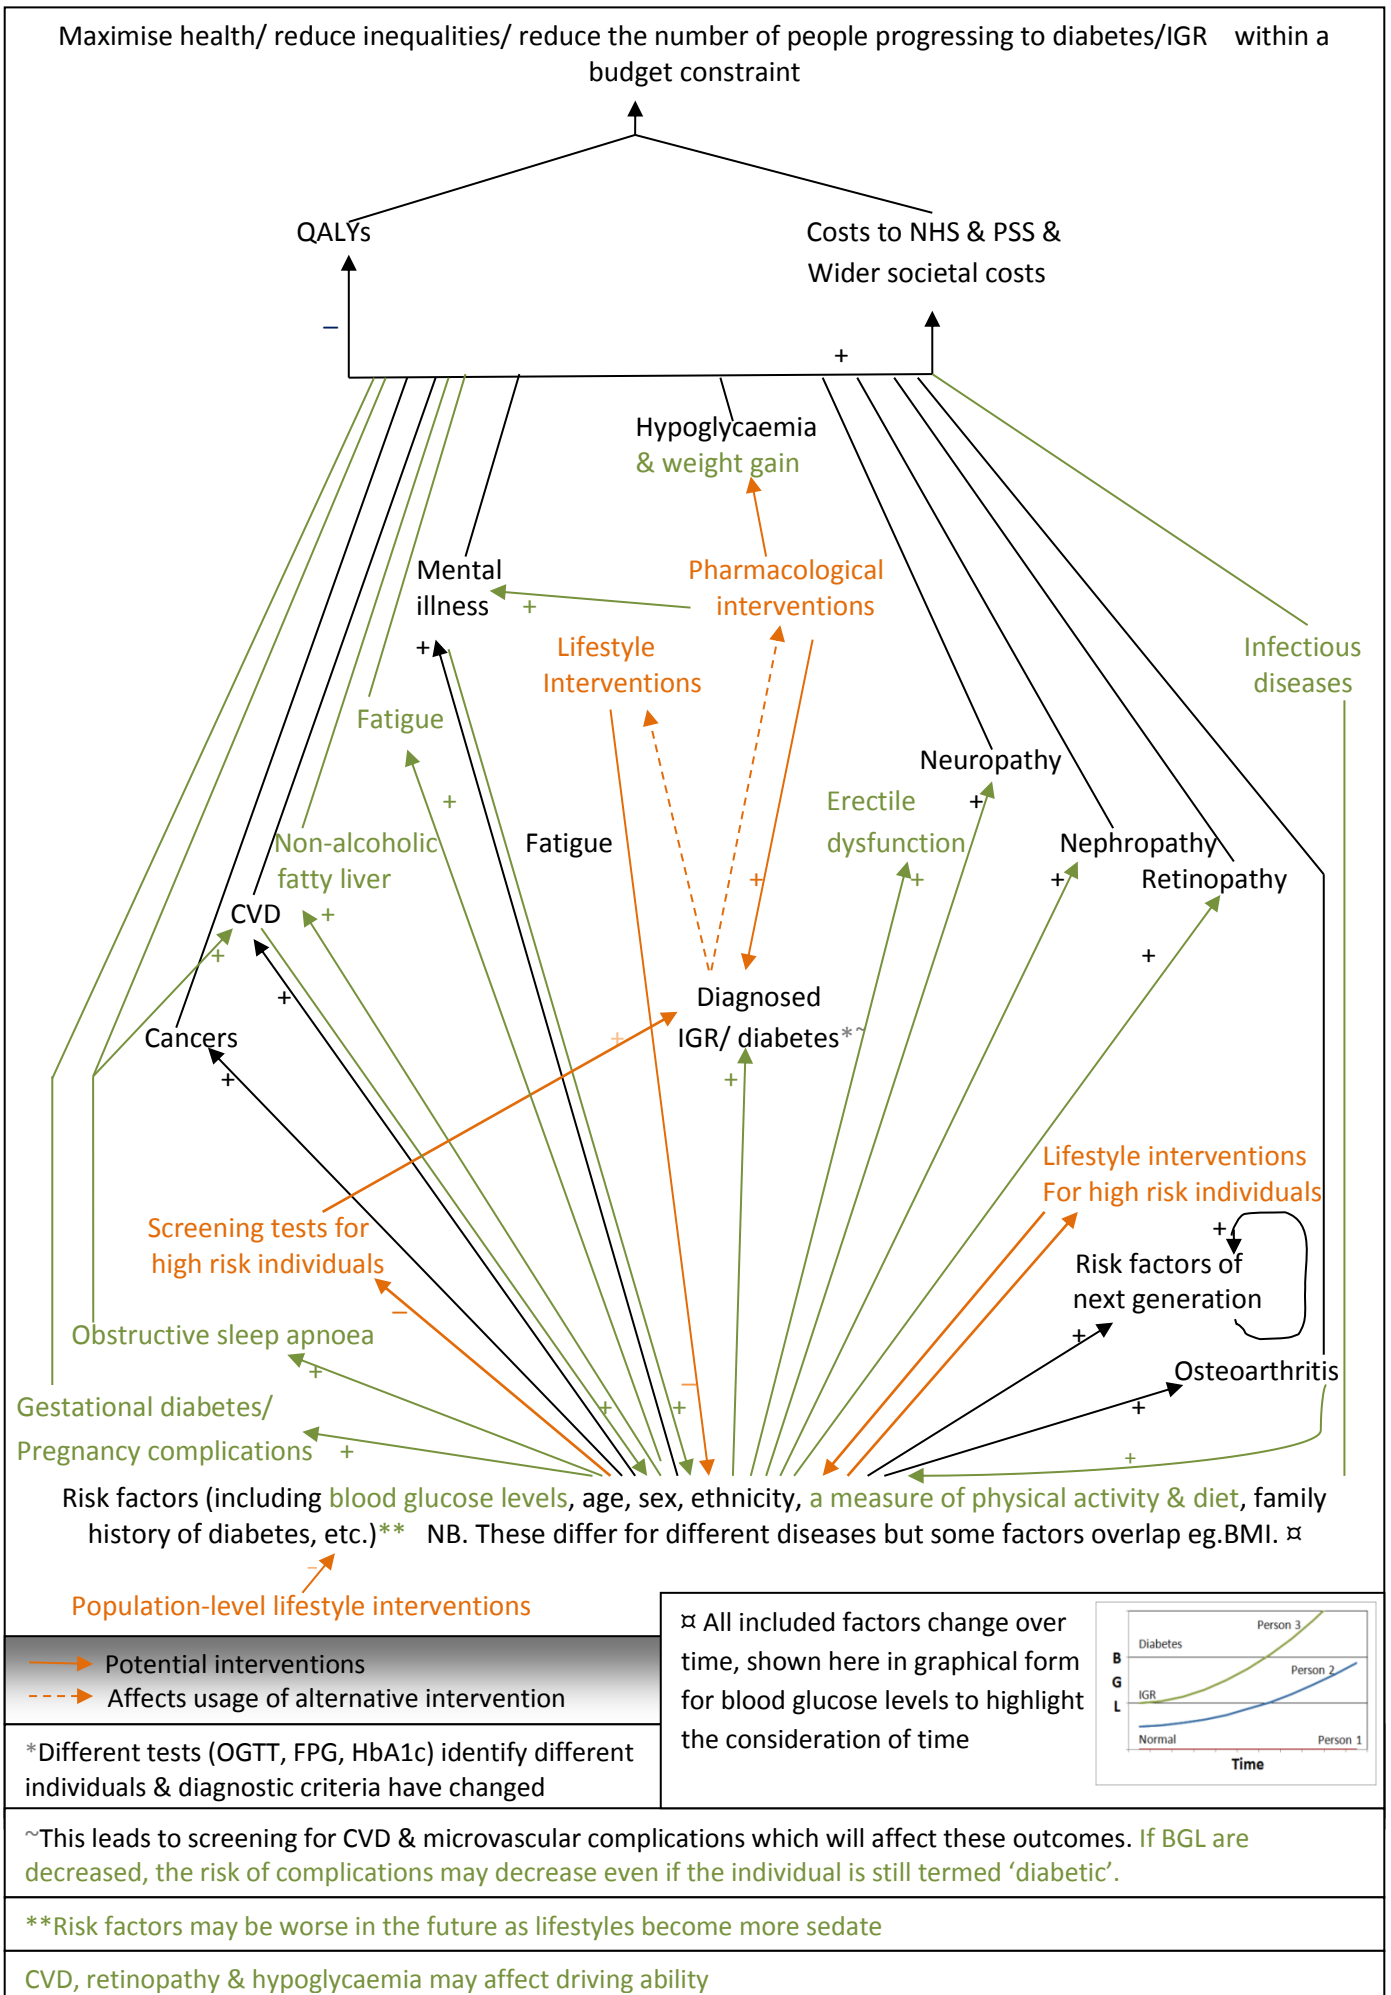 Maximise health/ reduce inequalities/ reduce the number of people progressing to diabetes/IGR within a
budget constraint
QALYs
Costs to NHS & PSS &
Wider societal costs
–
+
Hypoglycaemia
& weight gain
Mental
illness
+
Pharmacological
interventions
+
Lifestyle
Interventions
Infectious
diseases
Fatigue
Neuropathy
+
+
Erectile
dysfunction
Non-alcoholic
fatty liver
Fatigue
Nephropathy
+
+
+
Retinopathy
CVD
+
+
+
+
Diagnosed
IGR/ diabetes*~
Cancers
+
+
+
Lifestyle interventions
For high risk individuals
Screening tests for
high risk individuals
+
Risk factors of
next generation
–
+
Obstructive sleep apnoea
+
Osteoarthritis
–
Gestational diabetes/
+
+
+
Pregnancy complications
+
+
Risk factors (including blood glucose levels, age, sex, ethnicity, a measure of physical activity & diet, family
history of diabetes, etc.)** NB. These differ for different diseases but some factors overlap eg.BMI. ¤
–
Population-level lifestyle interventions
Potential interventions
Affects usage of alternative intervention
¤ All included factors change over
time, shown here in graphical form
for blood glucose levels to highlight
the consideration of time
B
G
L
Diabetes
IGR
Normal
Person 3
Person 2
Person 1
Time
*Different tests (OGTT, FPG, HbA1c) identify different
individuals & diagnostic criteria have changed
~This leads to screening for CVD & microvascular complications which will affect these outcomes. If BGL are
decreased, the risk of complications may decrease even if the individual is still termed ‘diabetic’.
**Risk factors may be worse in the future as lifestyles become more sedate
CVD, retinopathy & hypoglycaemia may affect driving ability